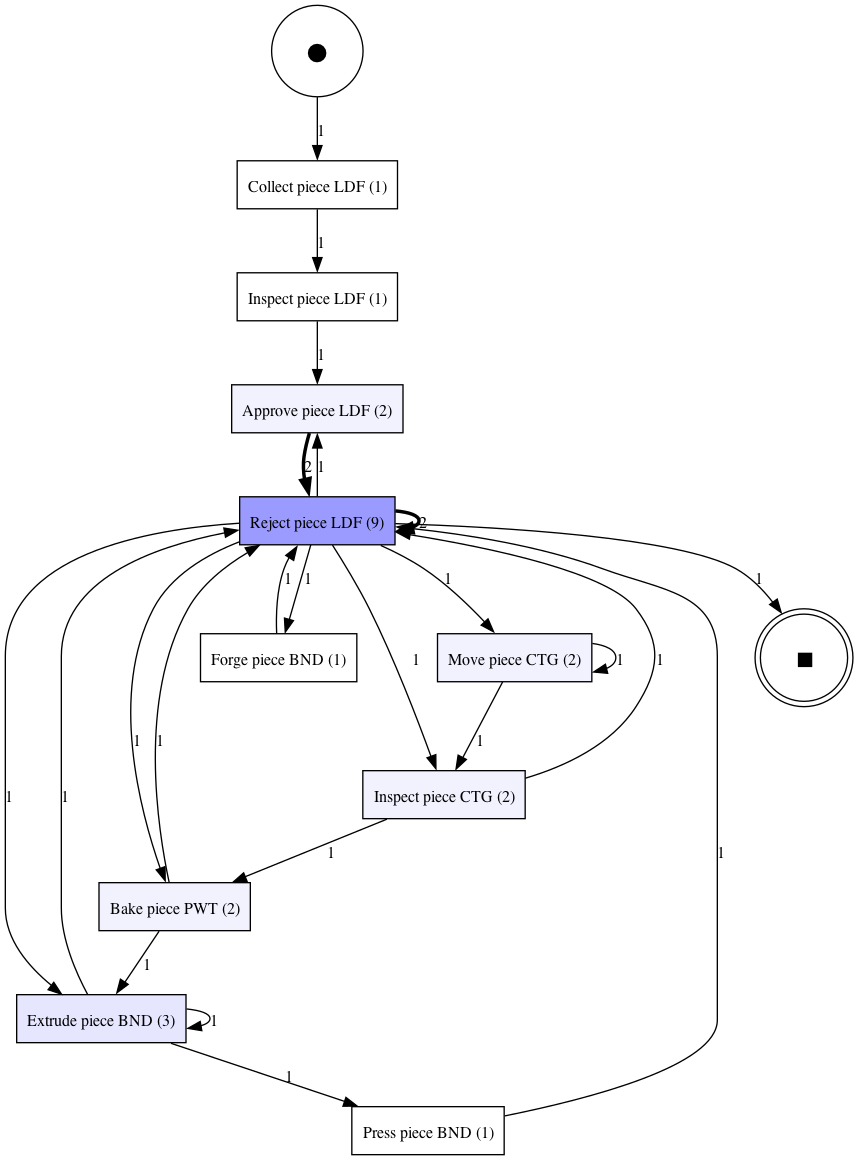 1
Collect piece LDF (1)
1
Inspect piece LDF (1)
1
Approve piece LDF (2)
2
1
Reject piece LDF (9)
2
1
1
1
1
Forge piece BND (1)
1
Move piece CTG (2)
1
1
1
1
1
Inspect piece CTG (2)
1
1
1
1
Bake piece PWT (2)
1
Extrude piece BND (3)
1
1
Press piece BND (1)